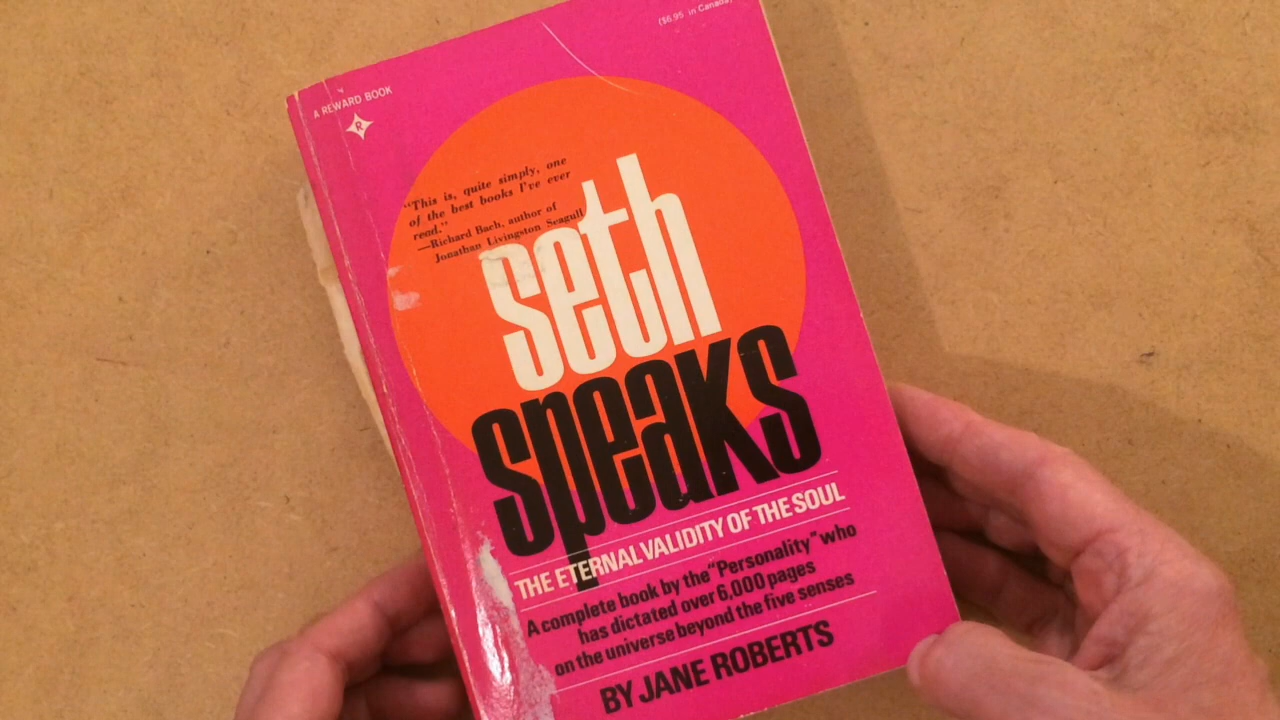 ($6.95 in Canada)
A REWARD BOOK
R
"This is, quite simply, one
of the best books I've ever
read."
—Richard Bach, author of
Jonathan Livingston Seagull
seth
speaks
THE ETERNAL VALIDITY OF THE SOUL
A complete book by the "Personality" who
has dictated over 6,000 pages
on the universe beyond the five senses
BY JANE ROBERTS